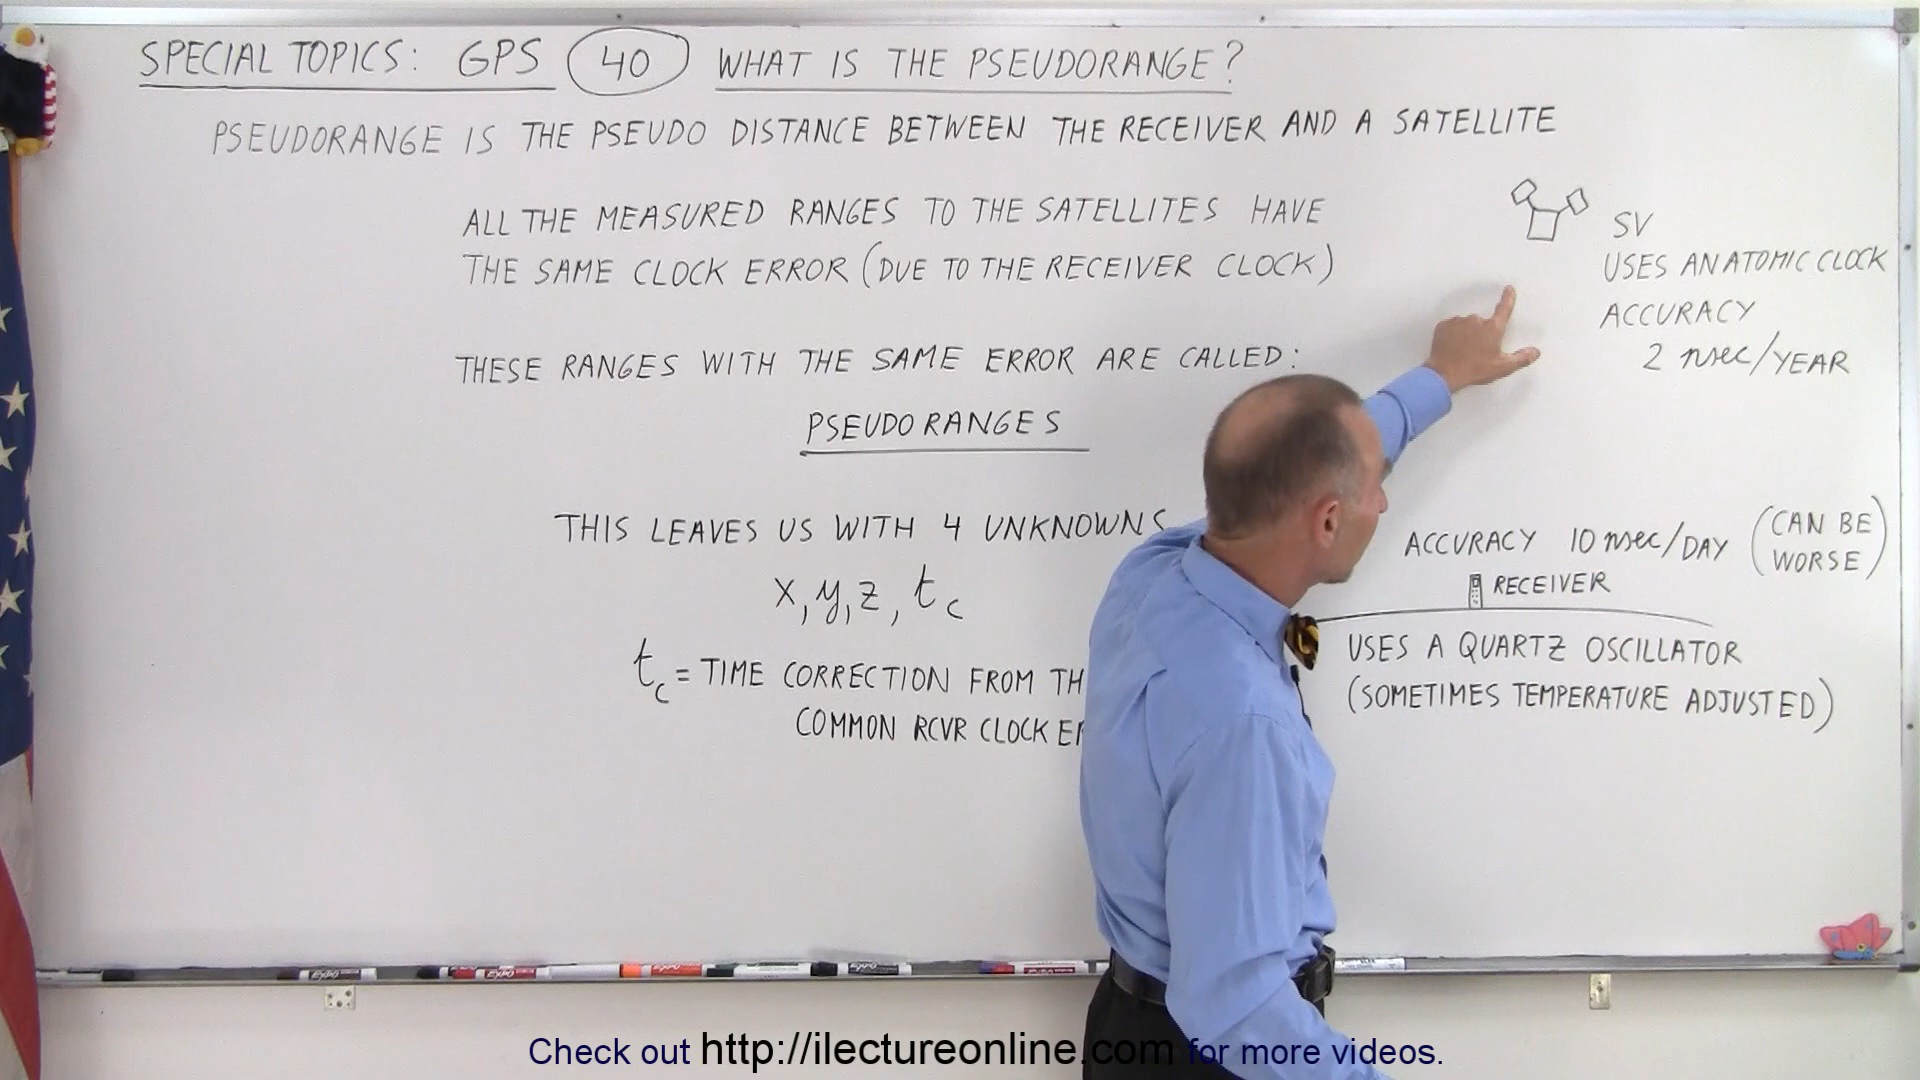 SPECIAL TOPICS: GPS 40 WHAT IS THE PSEUDORANGE?
PSEUDORANGE IS THE PSEUDO DISTANCE BETWEEN THE RECEIVER AND A SATELLITE
ALL THE MEASURED RANGES TO THE SATELLITES HAVE
THE SAME CLOCK ERROR (DUE TO THE RECEIVER CLOCK)
THESE RANGES WITH THE SAME ERROR ARE CALLED:
PSEUDORANGES
THIS LEAVES US WITH 4 UNKNOWNS
x, y, z, t_c
t_c = TIME CORRECTION FROM TH
COMMON RCVR CLOCK
SV
USES AN ATOMIC CLOCK
ACCURACY
2 nsec/YEAR
ACCURACY 10 nsec/DAY (CAN BE
WORSE)
RECEIVER
USES A QUARTZ OSCILLATOR
(SOMETIMES TEMPERATURE ADJUSTED)
Check out http://ilectureonline.com for more videos.